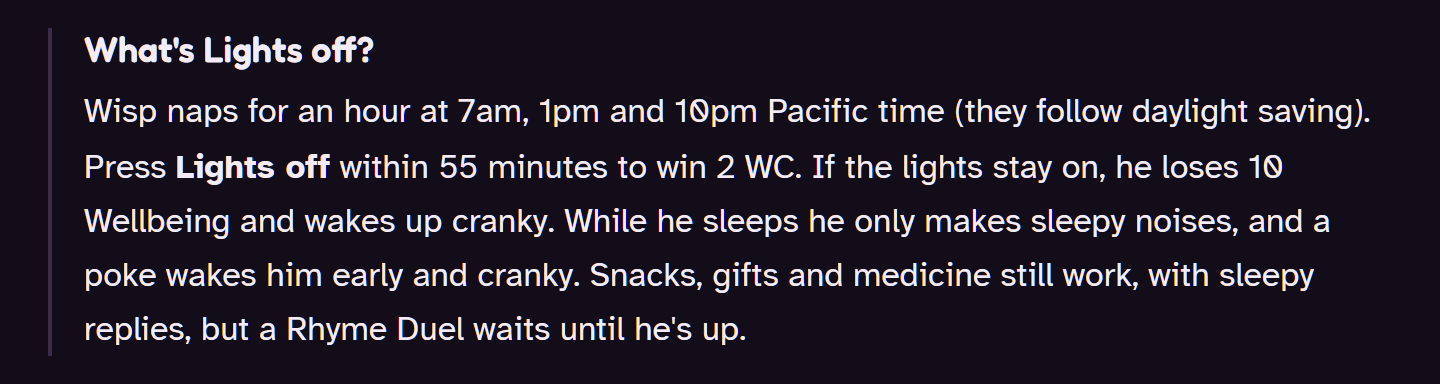 What's Lights off?
Wisp naps for an hour at 7am, 1pm and 10pm Pacific time (they follow daylight saving).
Press Lights off within 55 minutes to win 2 WC. If the lights stay on, he loses 10
Wellbeing and wakes up cranky. While he sleeps he only makes sleepy noises, and a
poke wakes him early and cranky. Snacks, gifts and medicine still work, with sleepy
replies, but a Rhyme Duel waits until he's up.